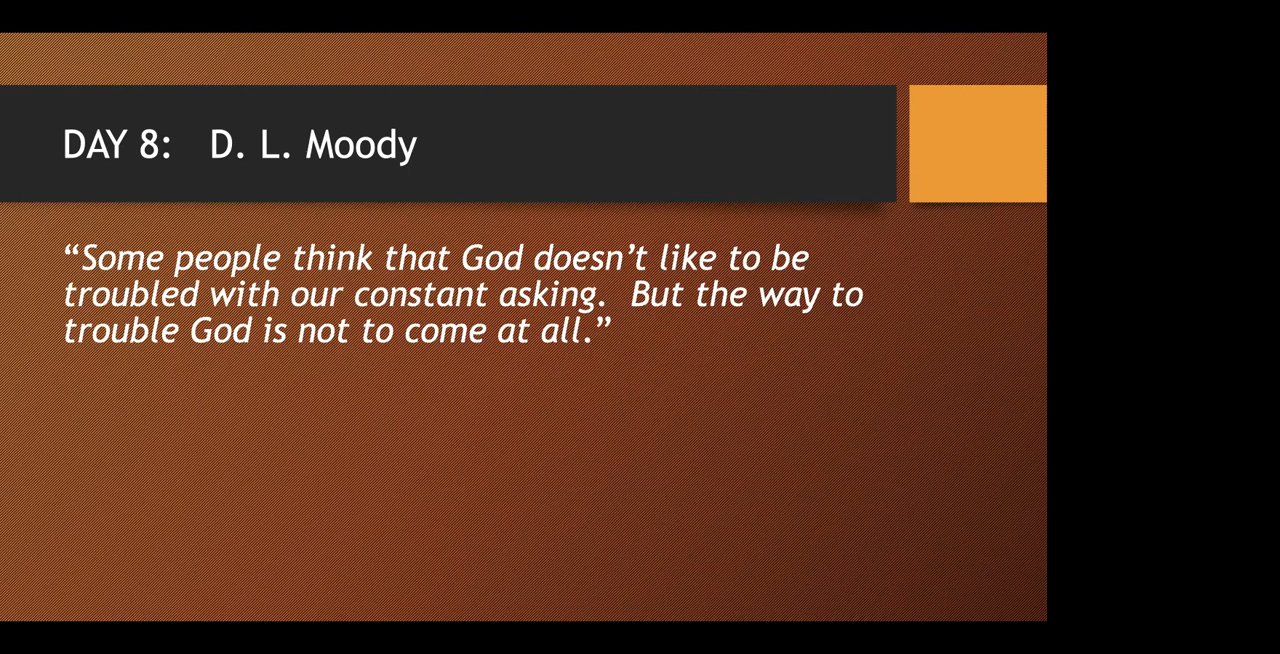 DAY 8: D. L. Moody
“Some people think that God doesn’t like to be
troubled with our constant asking. But the way to
trouble God is not to come at all.”